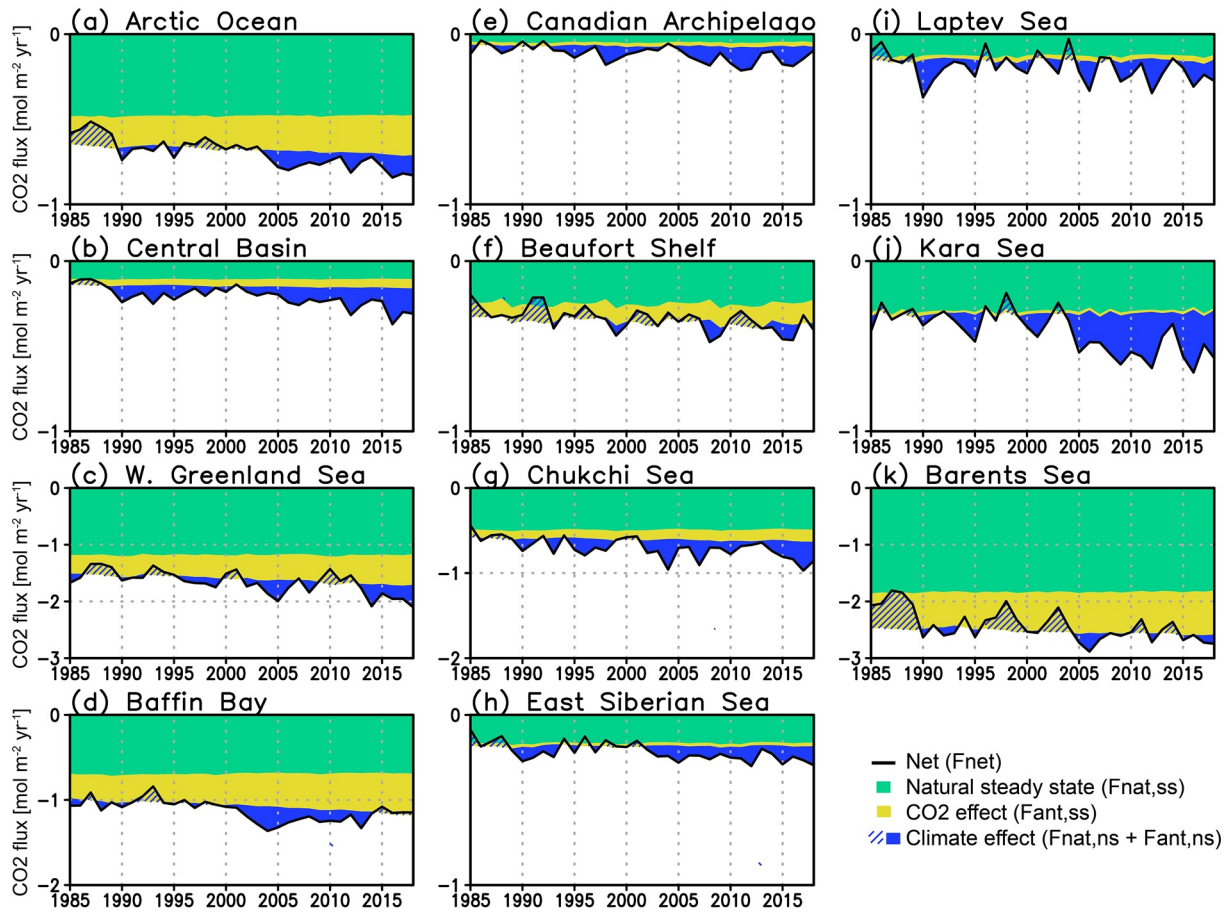 (a) Arctic Ocean
CO2 flux [mol m⁻² yr⁻¹]
0
−1
1985 1990 1995 2000 2005 2010 2015
(b) Central Basin
CO2 flux [mol m⁻² yr⁻¹]
0
−1
1985 1990 1995 2000 2005 2010 2015
(c) W. Greenland Sea
CO2 flux [mol m⁻² yr⁻¹]
0
−1
−2
−3
1985 1990 1995 2000 2005 2010 2015
(d) Baffin Bay
CO2 flux [mol m⁻² yr⁻¹]
0
−1
−2
1985 1990 1995 2000 2005 2010 2015
(e) Canadian Archipelago
0
−1
1985 1990 1995 2000 2005 2010 2015
(f) Beaufort Shelf
0
−1
1985 1990 1995 2000 2005 2010 2015
(g) Chukchi Sea
0
−1
−2
1985 1990 1995 2000 2005 2010 2015
(h) East Siberian Sea
0
−1
1985 1990 1995 2000 2005 2010 2015
(i) Laptev Sea
0
−1
1985 1990 1995 2000 2005 2010 2015
(j) Kara Sea
0
−1
1985 1990 1995 2000 2005 2010 2015
(k) Barents Sea
0
−1
−2
−3
1985 1990 1995 2000 2005 2010 2015
Net (Fnet)
Natural steady state (Fnat,ss)
CO2 effect (Fant,ss)
Climate effect (Fnat,ns + Fant,ns)